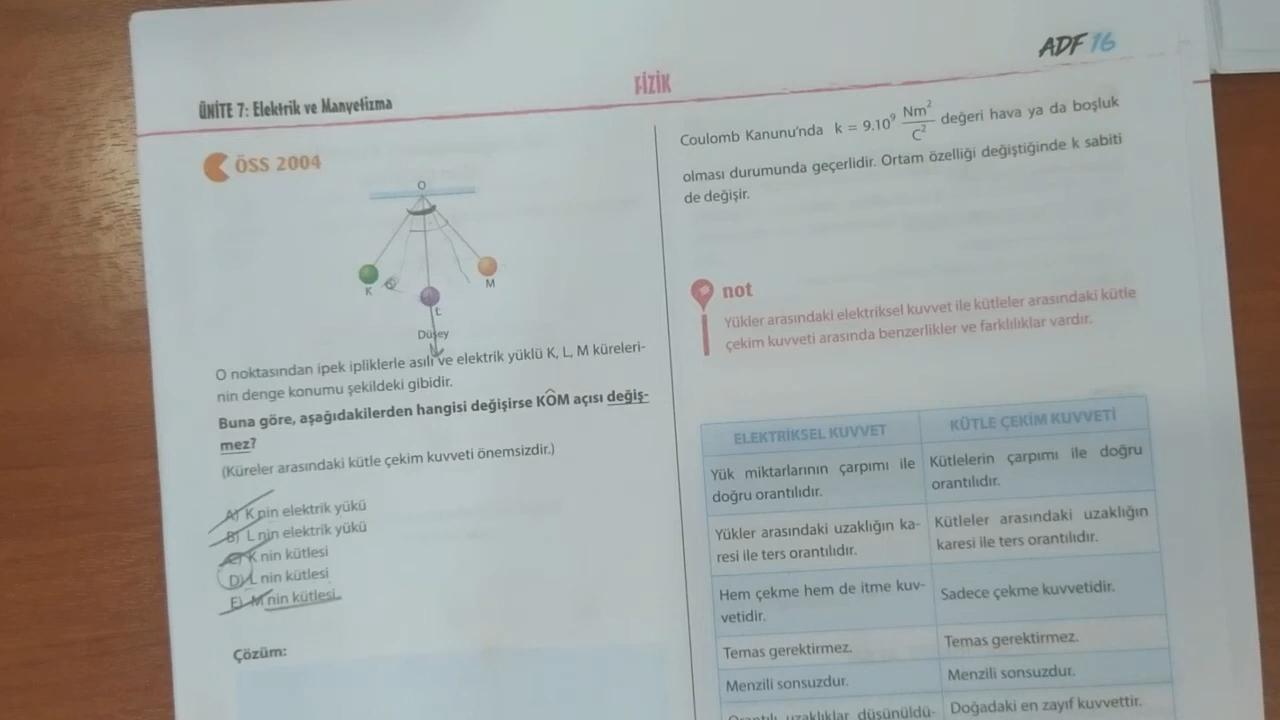 ADF 16
FİZİK
ÜNİTE 7: Elektrik ve Manyetizma
ÖSS 2004
O
K
L
M
Düşey
O noktasından ipek ipliklerle asılı ve elektrik yüklü K, L, M küreleri-
nin denge konumu şekildeki gibidir.
Buna göre, aşağıdakilerden hangisi değişirse KÔM açısı değiş-
mez?
(Küreler arasındaki kütle çekim kuvveti önemsizdir.)
A) K nin elektrik yükü
B) L nin elektrik yükü
C) K nin kütlesi
D) L nin kütlesi
E) M nin kütlesi
Çözüm:
Coulomb Kanunu'nda k = 9.10⁹ Nm²/C² değeri hava ya da boşluk
olması durumunda geçerlidir. Ortam özelliği değiştiğinde k sabiti
de değişir.
not
Yükler arasındaki elektriksel kuvvet ile kütleler arasındaki kütle
çekim kuvveti arasında benzerlikler ve farklılıklar vardır.
ELEKTRİKSEL KUVVET
KÜTLE ÇEKİM KUVVETİ
Yük miktarlarının çarpımı ile
doğru orantılıdır.
Kütlelerin çarpımı ile doğru
orantılıdır.
Yükler arasındaki uzaklığın ka-
resi ile ters orantılıdır.
Kütleler arasındaki uzaklığın
karesi ile ters orantılıdır.
Hem çekme hem de itme kuv-
vetidir.
Sadece çekme kuvvetidir.
Temas gerektirmez.
Temas gerektirmez.
Menzili sonsuzdur.
Menzili sonsuzdur.
Orantılı uzaklıklar düşünüldü-
Doğadaki en zayıf kuvvettir.